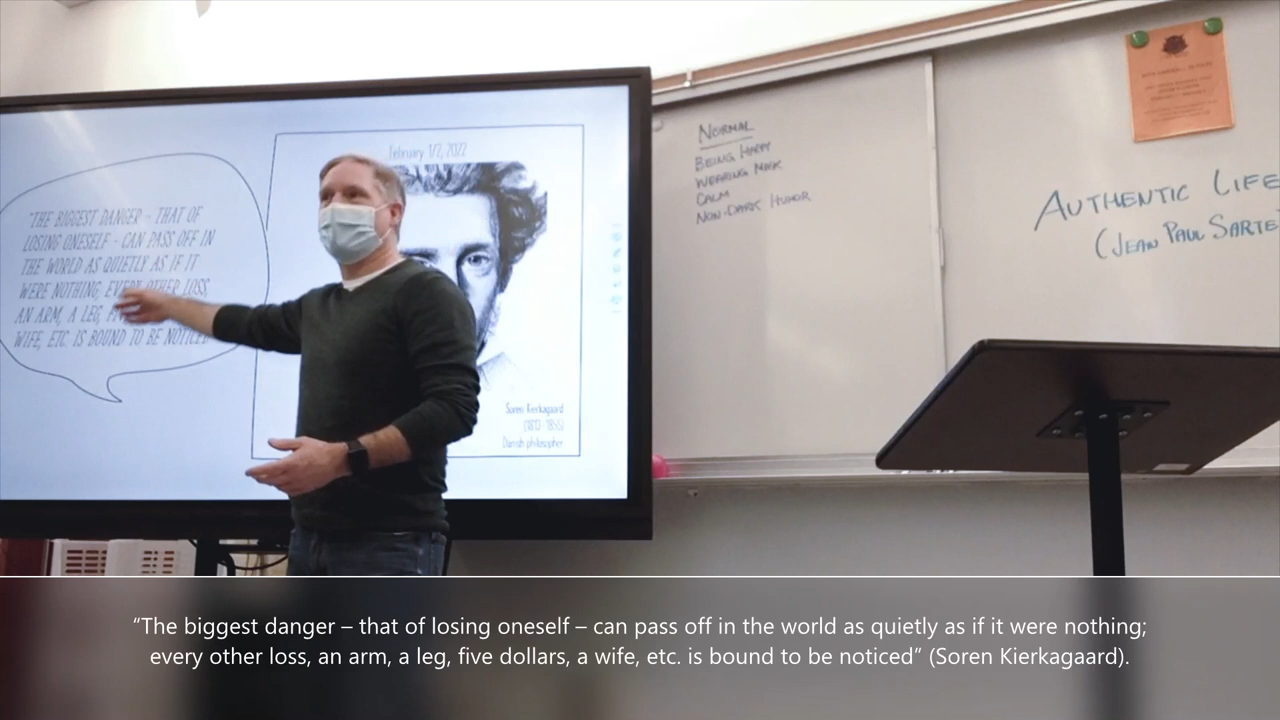 "THE BIGGEST DANGER - THAT OF
LOSING ONESELF - CAN PASS OFF IN
THE WORLD AS QUIETLY AS IF IT
WERE NOTHING; EVERY OTHER LOSS,
AN ARM, A LEG,
WIFE, ETC. IS BOUND TO BE NOTICED
February 1/2, 2022
Soren Kierkagaard
(1813 - 1855)
Danish philosopher
NORMAL
BEING HAPPY
WEARING MASK
CALM
NON-DARK HUMOR
AUTHENTIC LIFE
(JEAN PAUL SARTE
“The biggest danger – that of losing oneself – can pass off in the world as quietly as if it were nothing;
every other loss, an arm, a leg, five dollars, a wife, etc. is bound to be noticed” (Soren Kierkagaard).